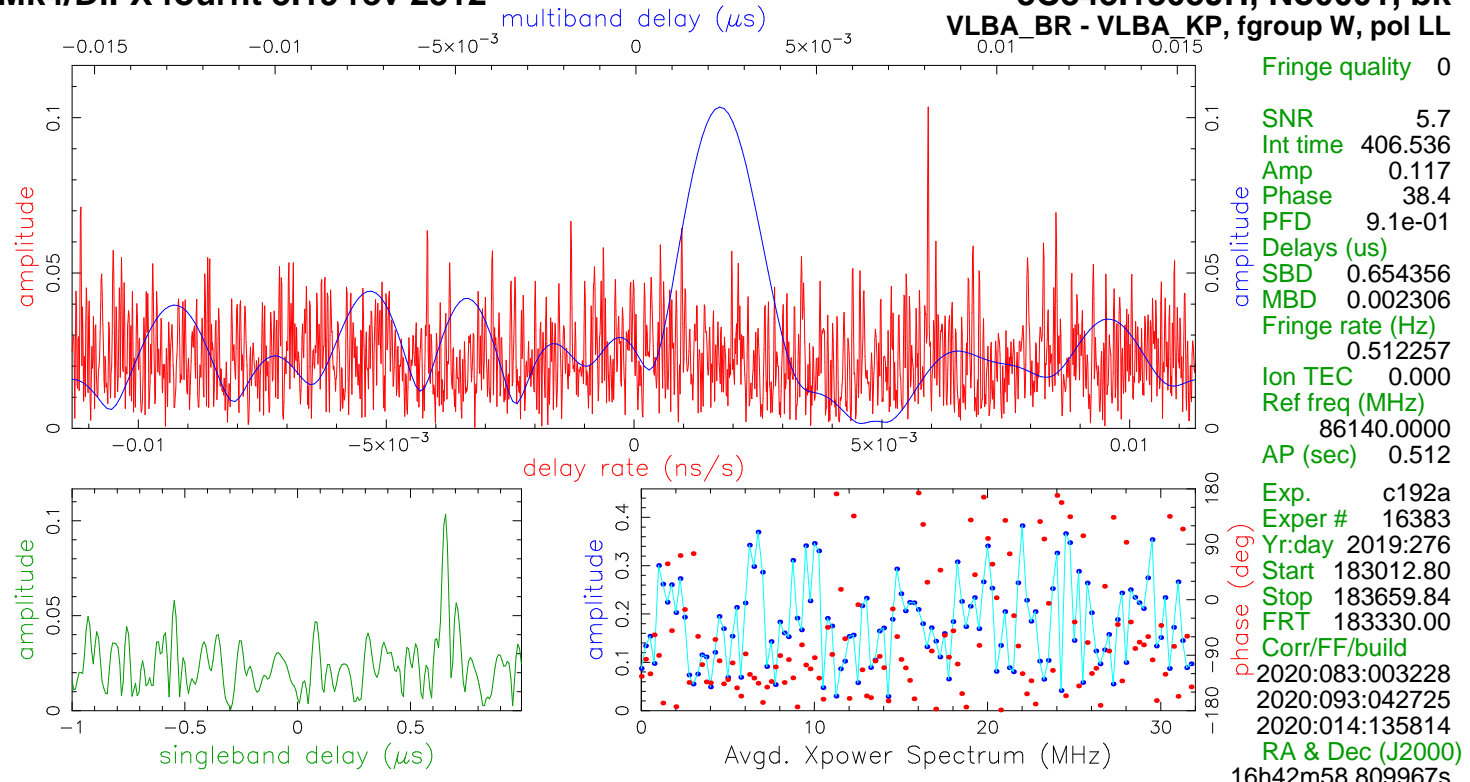 multiband delay (μs)
VLBA_BR - VLBA_KP, fgroup W, pol LL
−0.015 −0.01 −5×10⁻³ 0 5×10⁻³ 0.01 0.015
Fringe quality 0
SNR 5.7
Int time 406.536
Amp 0.117
Phase 38.4
PFD 9.1e-01
Delays (us)
SBD 0.654356
MBD 0.002306
Fringe rate (Hz)
0.512257
Ion TEC 0.000
Ref freq (MHz)
86140.0000
AP (sec) 0.512
Exp. c192a
Exper # 16383
Yr:day 2019:276
Start 183012.80
Stop 183659.84
FRT 183330.00
Corr/FF/build
2020:083:003228
2020:093:042725
2020:014:135814
RA & Dec (J2000)
16h42m58.809967s
amplitude
0 0.05 0.1
amplitude
0 0.05 0.1
−0.01 −5×10⁻³ 0 5×10⁻³ 0.01
delay rate (ns/s)
amplitude
0 0.05 0.1
−1 −0.5 0 0.5
singleband delay (μs)
amplitude
0 0.1 0.2 0.3 0.4
phase (deg)
−180 −90 0 90 180
0 10 20 30
Avgd. Xpower Spectrum (MHz)